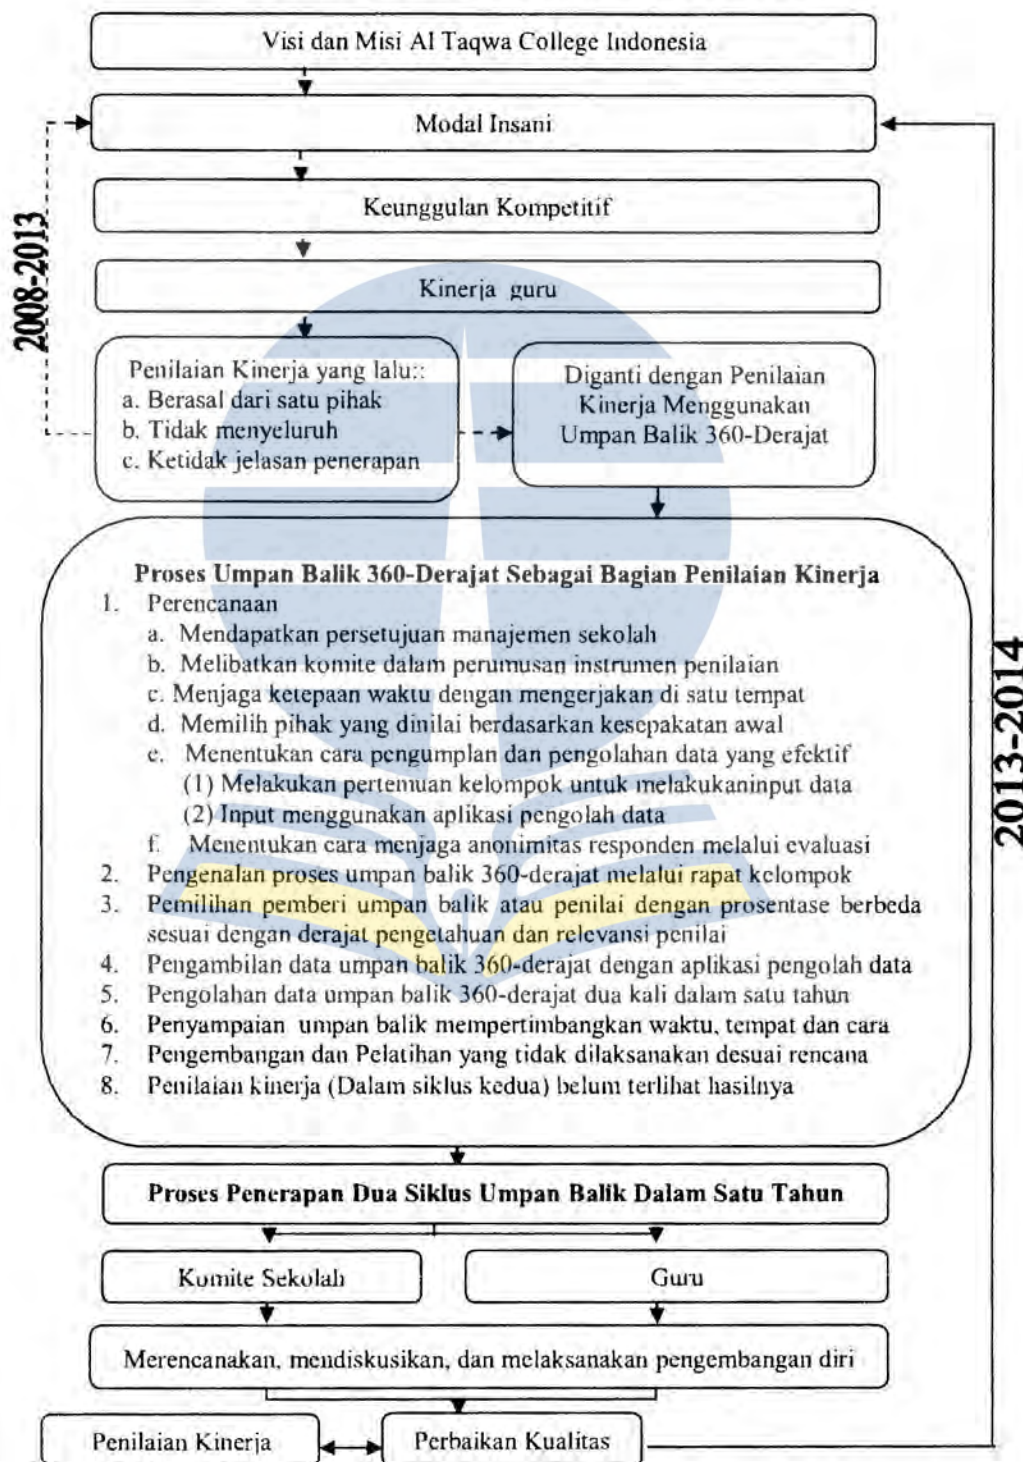 Visi dan Misi Al Taqwa College Indonesia
Modal Insani
Keunggulan Kompetitif
Kinerja guru
2008-2013
Penilaian Kinerja yang lalu::
a. Berasal dari satu pihak
b. Tidak menyeluruh
c. Ketidak jelasan penerapan
Diganti dengan Penilaian
Kinerja Menggunakan
Umpan Balik 360-Derajat
Proses Umpan Balik 360-Derajat Sebagai Bagian Penilaian Kinerja
1. Perencanaan
a. Mendapatkan persetujuan manajemen sekolah
b. Melibatkan komite dalam perumusan instrumen penilaian
c. Menjaga ketepaan waktu dengan mengerjakan di satu tempat
d. Memilih pihak yang dinilai berdasarkan kesepakatan awal
e. Menentukan cara pengumplan dan pengolahan data yang efektif
(1) Melakukan pertemuan kelompok untuk melakukaninput data
(2) Input menggunakan aplikasi pengolah data
f. Menentukan cara menjaga anonimitas responden melalui evaluasi
2. Pengenalan proses umpan balik 360-derajat melalui rapat kelompok
3. Pemilihan pemberi umpan balik atau penilai dengan prosentase berbeda
sesuai dengan derajat pengetahuan dan relevansi penilai
4. Pengambilan data umpan balik 360-derajat dengan aplikasi pengolah data
5. Pengolahan data umpan balik 360-derajat dua kali dalam satu tahun
6. Penyampaian umpan balik mempertimbangkan waktu, tempat dan cara
7. Pengembangan dan Pelatihan yang tidak dilaksanakan desuai rencana
8. Penilaian kinerja (Dalam siklus kedua) belum terlihat hasilnya
2013-2014
Proses Penerapan Dua Siklus Umpan Balik Dalam Satu Tahun
Komite Sekolah
Guru
Merencanakan, mendiskusikan, dan melaksanakan pengembangan diri
Penilaian Kinerja
Perbaikan Kualitas